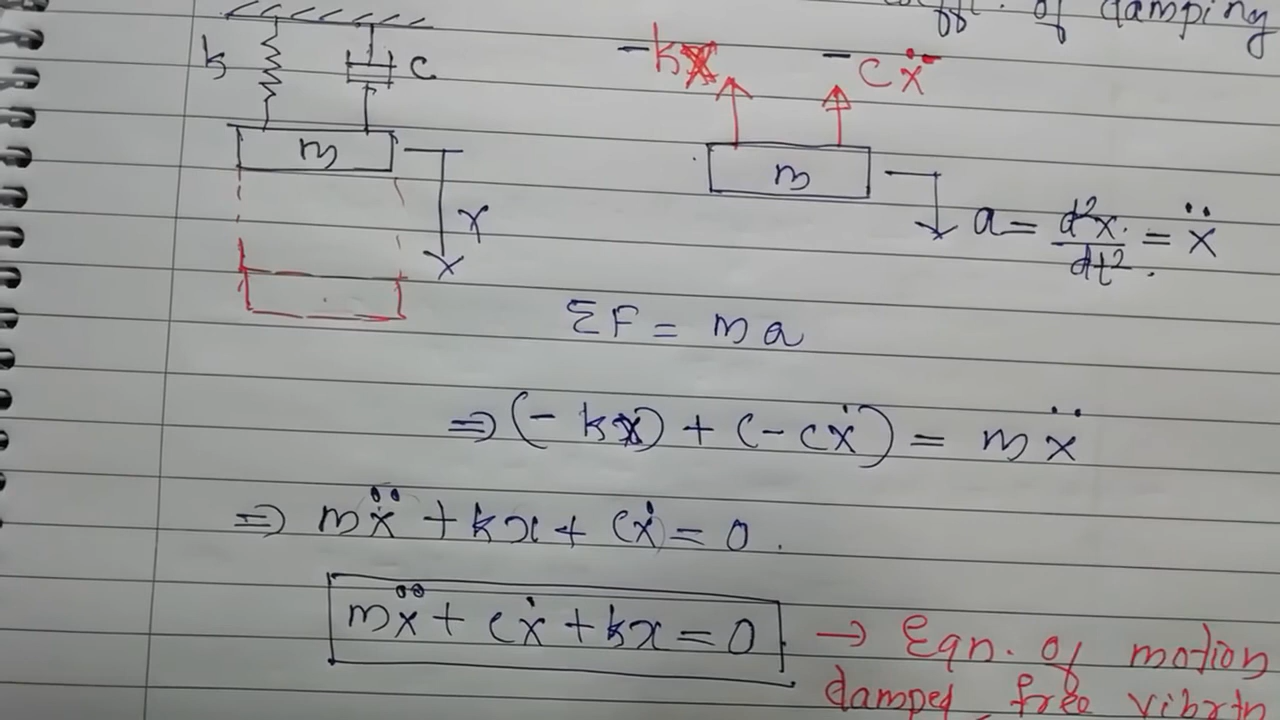 of damping
k
c
-kx
-cẋ
m
m
x
a = d²x/dt² = ẍ
ΣF = ma
⇒ (-kx) + (-cẋ) = mẍ
⇒ mẍ + kx + cẋ = 0.
mẍ + cẋ + kx = 0 → Eqn. of motion
damped free vibrtn